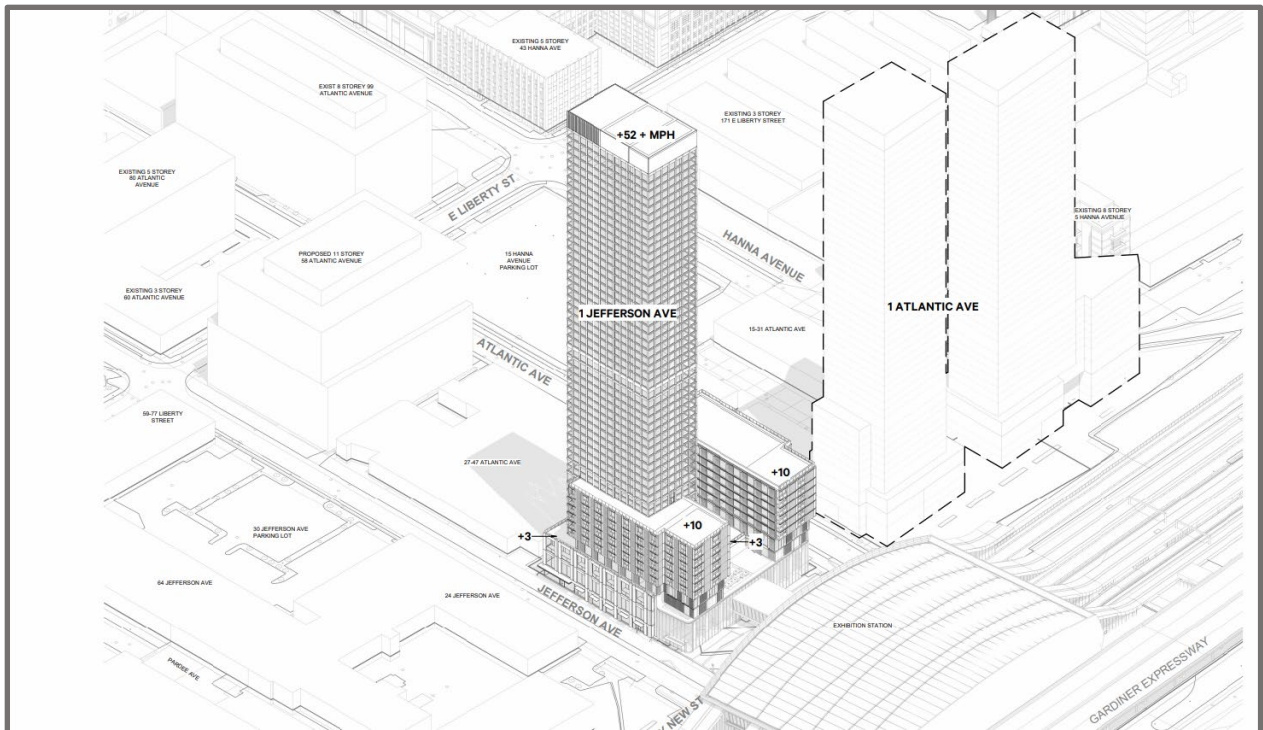 EXISTING 5 STOREY
43 HANNA AVE
EXIST 8 STOREY 99
ATLANTIC AVENUE
+52 + MPH
EXISTING 3 STOREY
171 E LIBERTY STREET
EXISTING 5 STOREY
80 ATLANTIC
AVENUE
E LIBERTY ST
EXISTING 8 STOREY
5 HANNA AVENUE
HANNA AVENUE
PROPOSED 11 STOREY
58 ATLANTIC AVENUE
15 HANNA
AVENUE
PARKING LOT
EXISTING 3 STOREY
60 ATLANTIC AVENUE
1 JEFFERSON AVE
1 ATLANTIC AVE
15-31 ATLANTIC AVE
ATLANTIC AVE
59-77 LIBERTY
STREET
27-47 ATLANTIC AVE
+10
30 JEFFERSON AVE
PARKING LOT
+10
+3
+3
64 JEFFERSON AVE
24 JEFFERSON AVE
JEFFERSON AVE
EXHIBITION STATION
PARDEE AVE
GARDINER EXPRESSWAY
NEW ST